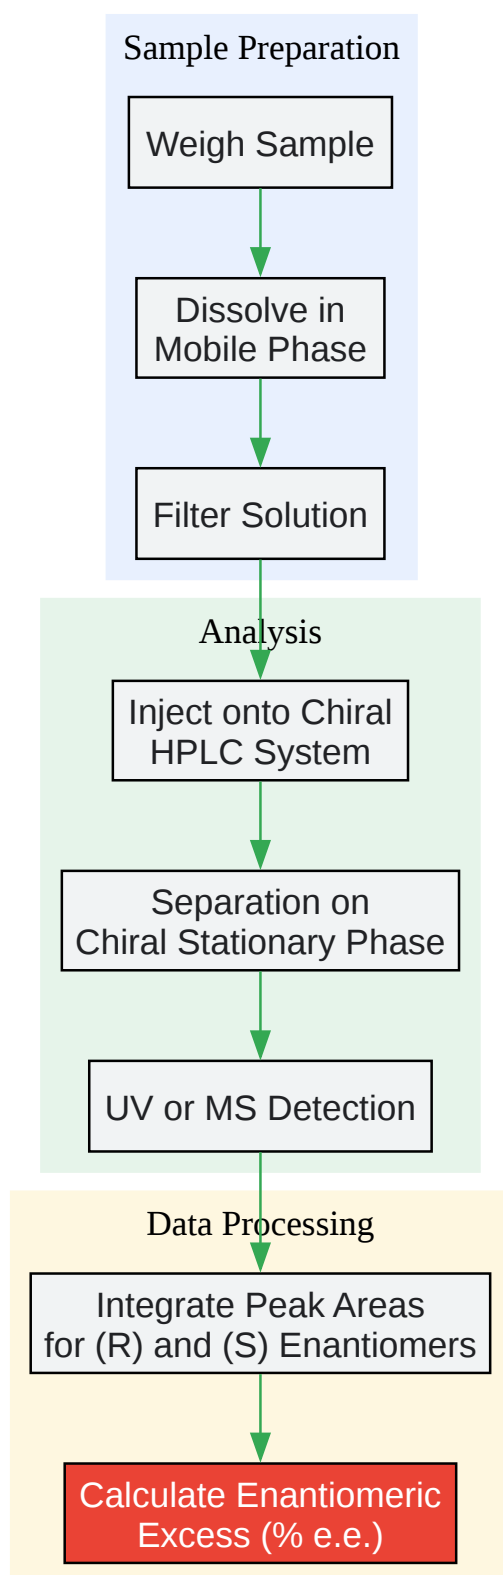 Sample Preparation
Weigh Sample
Dissolve in
Mobile Phase
Filter Solution
Analysis
Inject onto Chiral
HPLC System
Separation on
Chiral Stationary Phase
UV or MS Detection
Data Processing
Integrate Peak Areas
for (R) and (S) Enantiomers
Calculate Enantiomeric
Excess (% e.e.)